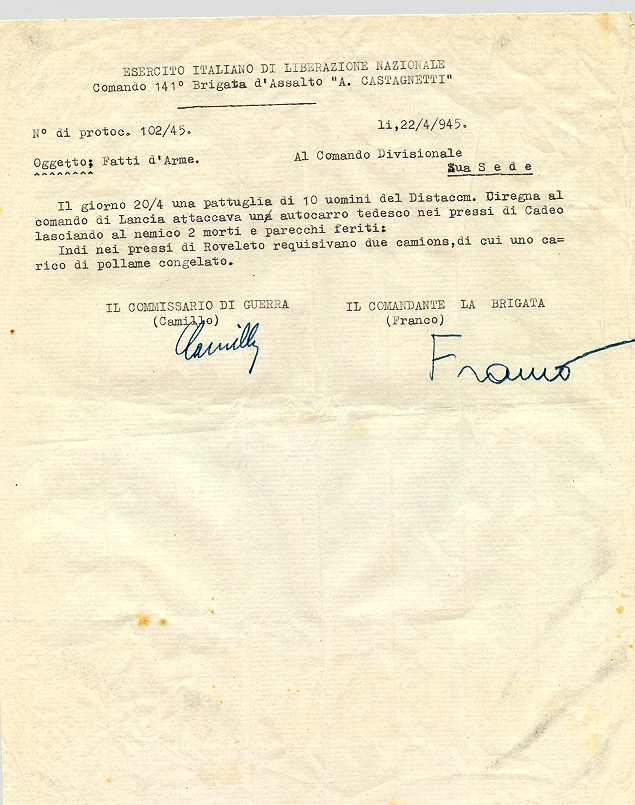 ESERCITO ITALIANO DI LIBERAZIONE NAZIONALE
Comando 141° Brigata d'Assalto "A. CASTAGNETTI"
N° di protoc. 102/45.
li,22/4/945.
Oggetto; Fatti d'Arme.
Al Comando Divisionale
Sua S e d e
Il giorno 20/4 una pattuglia di 10 uomini del Distaccm. Diregna al
comando di Lancia attaccava un autocarro tedesco nei pressi di Cadeo
lasciando al nemico 2 morti e parecchi feriti:
Indi nei pressi di Roveleto requisivano due camions,di cui uno ca=
rico di pollame congelato.
IL COMMISSARIO DI GUERRA
(Camillo)
Camillo
IL COMANDANTE LA BRIGATA
(Franco)
Franco